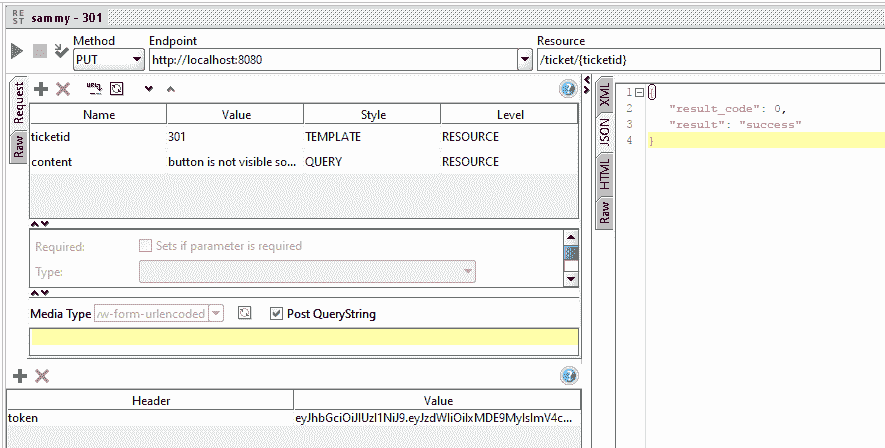 RE
ST
sammy - 301
Method
Endpoint
Resource
PUT
http://localhost:8080
/ticket/{ticketid}
Request
Raw
Name Value Style Level
ticketid 301 TEMPLATE RESOURCE
content button is not visible so... QUERY RESOURCE
Required: Sets if parameter is required
Type:
Media Type /w-form-urlencoded Post QueryString
Header Value
token
XML
JSON
HTML
Raw
1 {
2 "result_code": 0,
3 "result": "success"
4 }